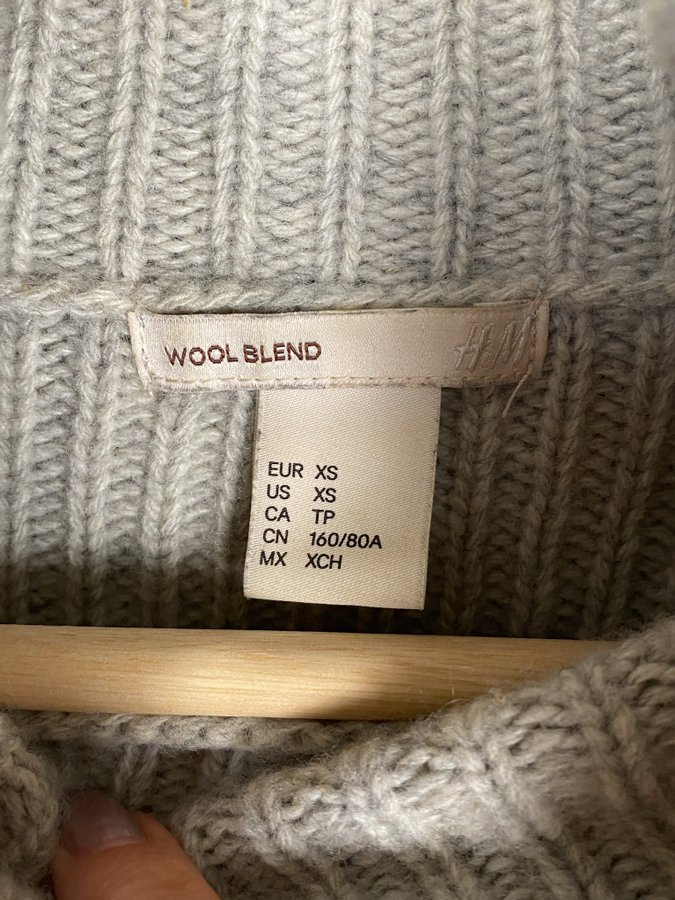 WOOL BLEND H&M
EUR XS
US XS
CA TP
CN 160/80A
MX XCH